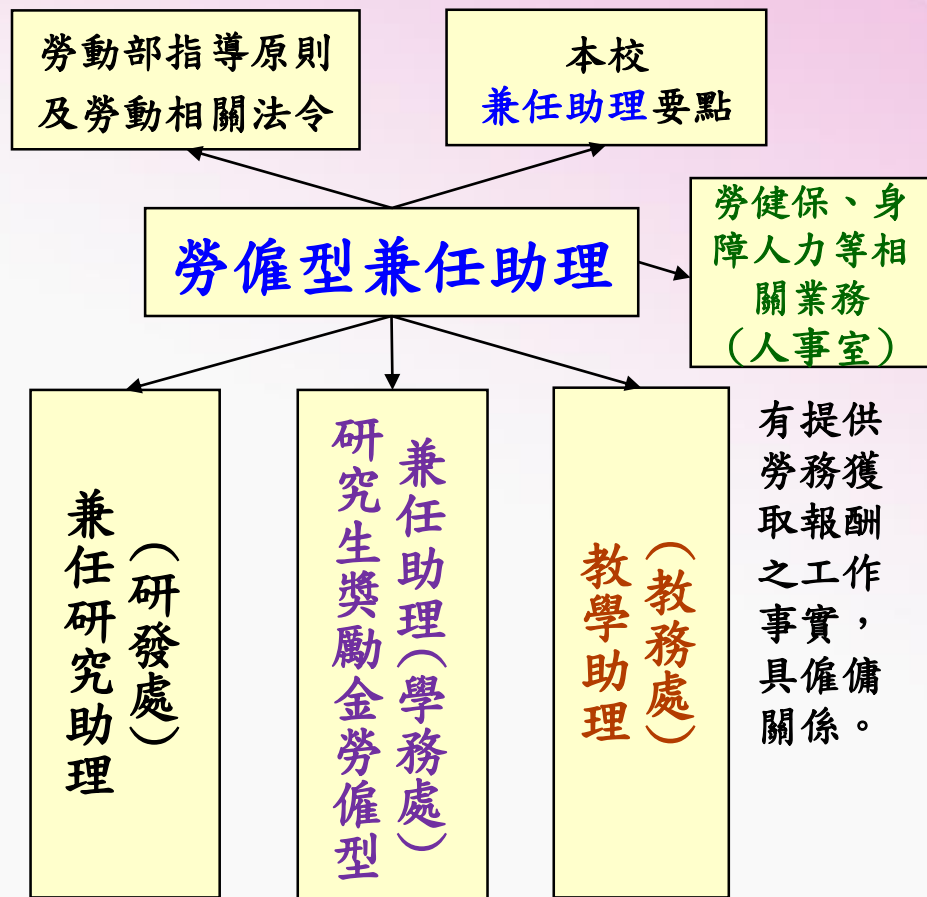 勞動部指導原則
及勞動相關法令
本校
兼任助理要點
勞僱型兼任助理
勞健保、身
障人力等相
關業務
（人事室）
兼任研究助理
（研發處）
研究生獎勵金勞僱型
兼任助理（學務處）
教學助理
（教務處）
有提供
勞務獲
取報酬
之工作
事實，
具僱傭
關係。